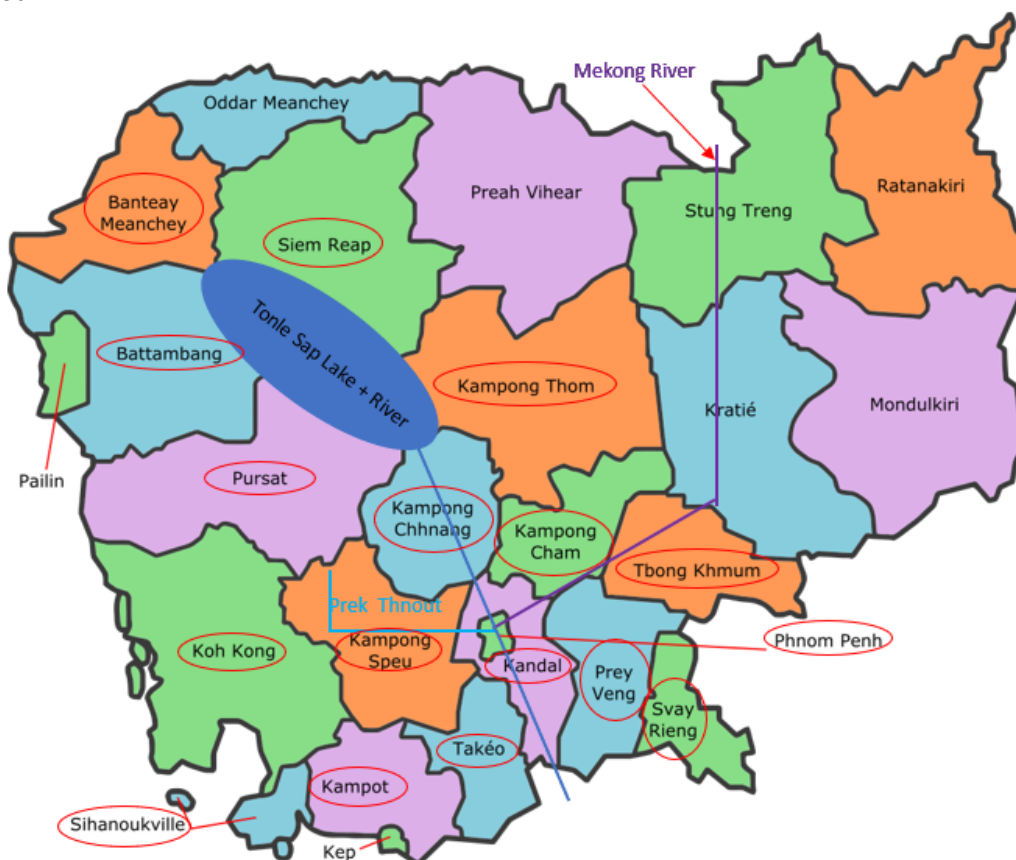 Mekong River
Oddar Meanchey
Banteay
Meanchey
Siem Reap
Preah Vihear
Stung Treng
Ratanakiri
Tonle Sap Lake + River
Battambang
Kampong Thom
Kratié
Mondulkiri
Pailin
Pursat
Kampong
Chhnang
Kampong
Cham
Tbong Khmum
Prek Thnout
Koh Kong
Kampong
Speu
Kandal
Phnom Penh
Prey
Veng
Svay
Rieng
Takéo
Kampot
Sihanoukville
Kep